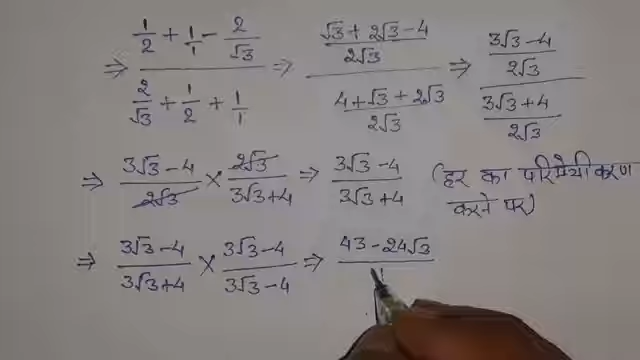 ⇒ (1/2 + 1/1 - 2/√3) / (2/√3 + 1/2 + 1/1) ⇒ ((√3 + 2√3 - 4)/2√3) / ((4 + √3 + 2√3)/2√3) ⇒ ((3√3 - 4)/2√3) / ((3√3 + 4)/2√3)
⇒ (3√3 - 4)/2√3 × 2√3/(3√3 + 4) ⇒ (3√3 - 4)/(3√3 + 4) (हर का परिमेयीकरण
करने पर)
⇒ (3√3 - 4)/(3√3 + 4) × (3√3 - 4)/(3√3 - 4) ⇒ (43 - 24√3)/